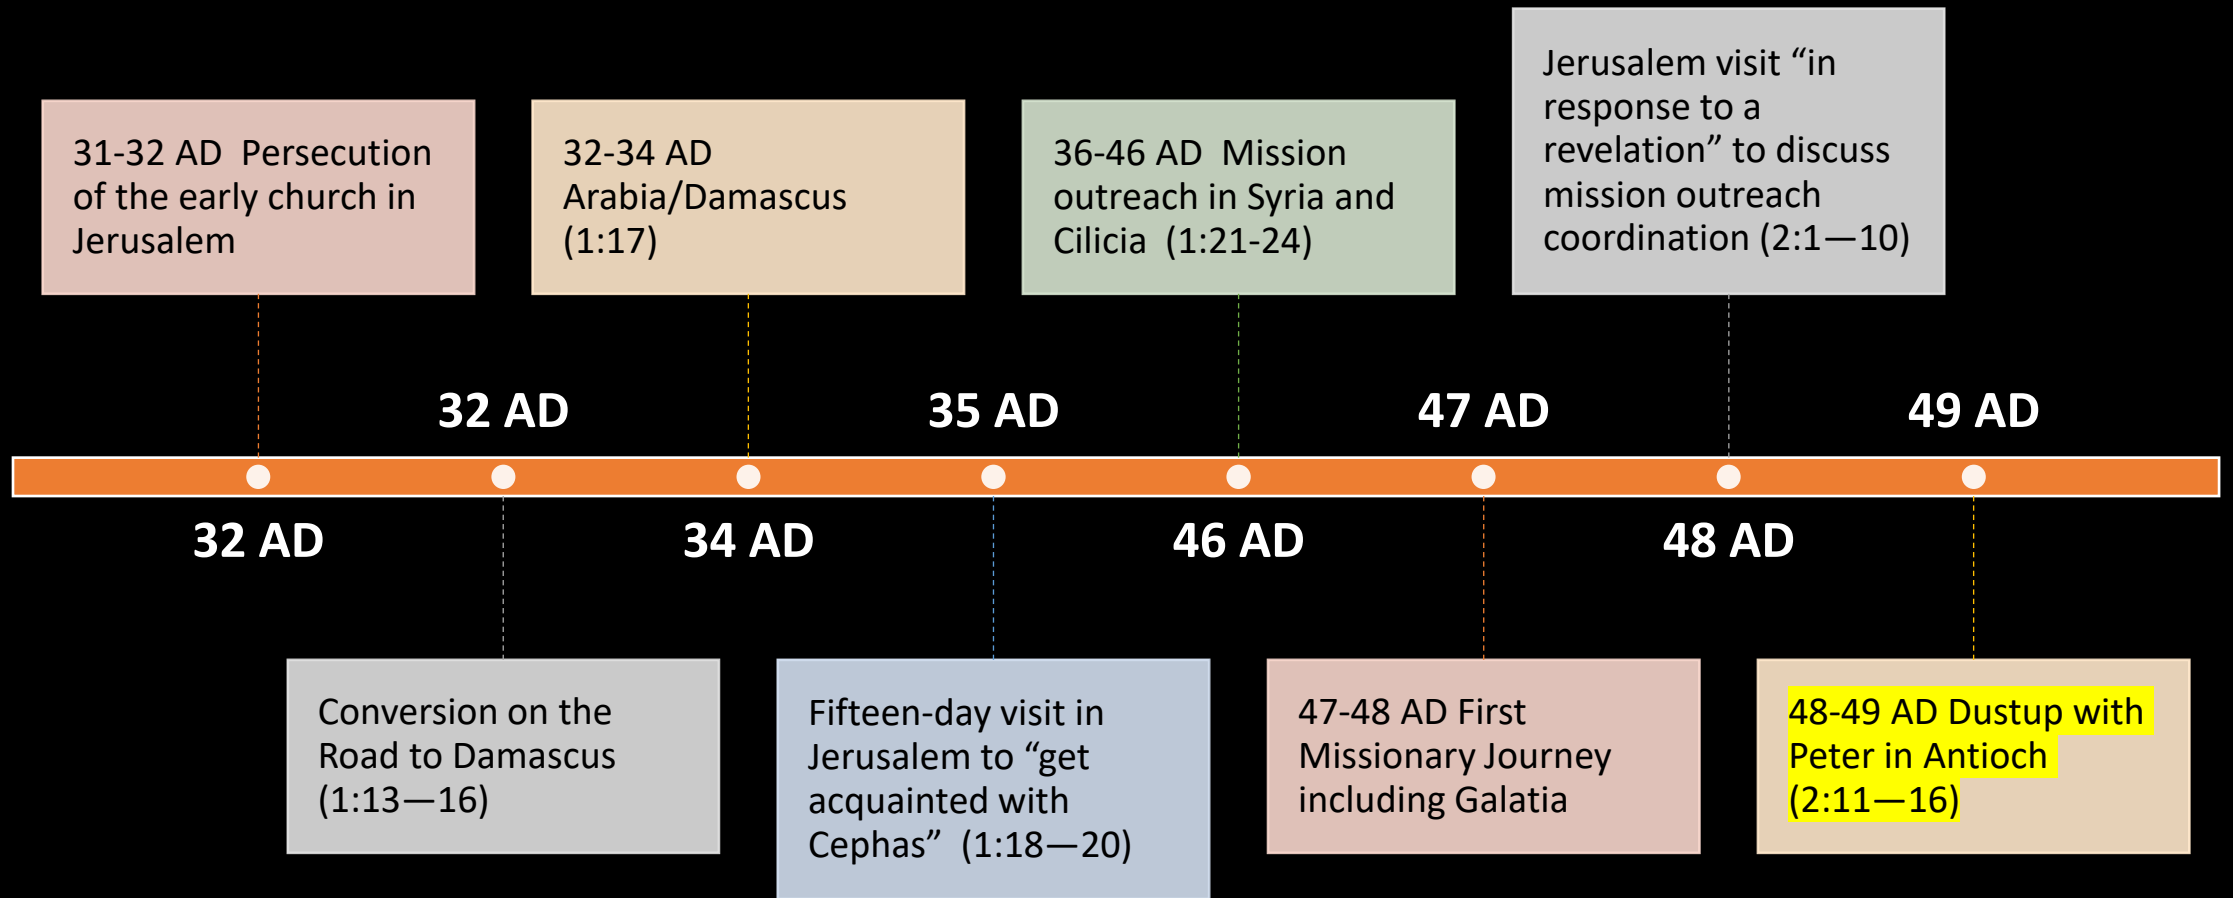 31-32 AD  Persecution
of the early church in
Jerusalem
32-34 AD
Arabia/Damascus
(1:17)
36-46 AD  Mission
outreach in Syria and
Cilicia  (1:21-24)
Jerusalem visit “in
response to a
revelation” to discuss
mission outreach
coordination (2:1—10)
32 AD
35 AD
47 AD
49 AD
32 AD
34 AD
46 AD
48 AD
Conversion on the
Road to Damascus
(1:13—16)
Fifteen-day visit in
Jerusalem to “get
acquainted with
Cephas”  (1:18—20)
47-48 AD First
Missionary Journey
including Galatia
48-49 AD Dustup with
Peter in Antioch
(2:11—16)